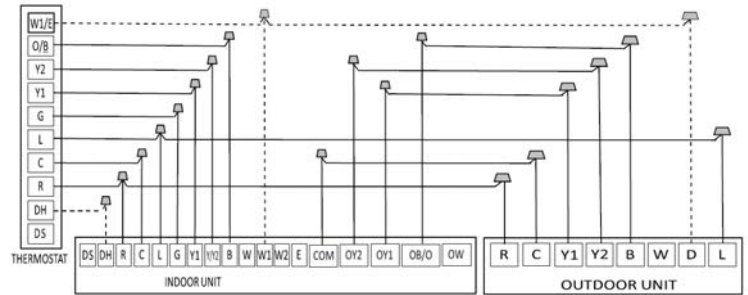 W1/E
O/B
Y2
Y1
G
L
C
R
DH
DS
THERMOSTAT
DS DH R C L G Y1 Y/Y2 B W W1 W2 E COM OY2 OY1 OB/O OW
INDOOR UNIT
R C Y1 Y2 B W D L
OUTDOOR UNIT